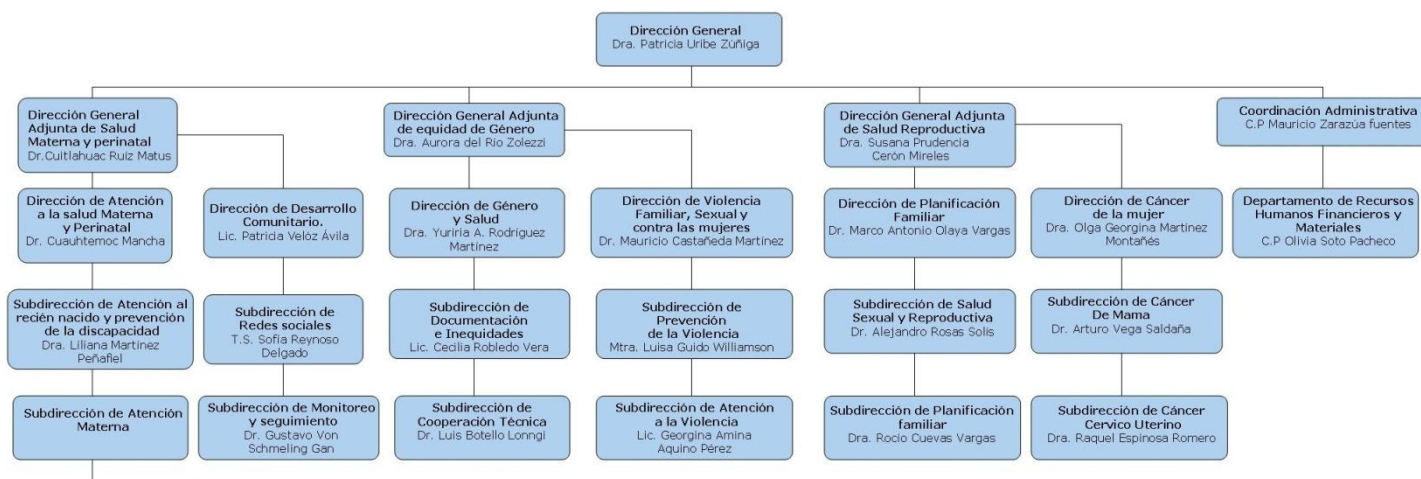 Dirección General
Dra. Patricia Uribe Zúñiga
Dirección General
Adjunta de Salud
Materna y perinatal
Dr.Cuitlahuac Ruiz Matus
Dirección General Adjunta
de equidad de Género
Dra. Aurora del Rio Zolezzi
Dirección General Adjunta
de Salud Reproductiva
Dra. Susana Prudencia
Cerón Mireles
Coordinación Administrativa
C.P Mauricio Zarazúa fuentes
Dirección de Atención
a la salud Materna
y Perinatal
Dr. Cuauhtemoc Mancha
Dirección de Desarrollo
Comunitario.
Lic. Patricia Velóz Ávila
Dirección de Género
y Salud
Dra. Yuriria A. Rodríguez
Martínez
Dirección de Violencia
Familiar, Sexual y
contra las mujeres
Dr. Mauricio Castañeda Martínez
Dirección de Planificación
Familiar
Dr. Marco Antonio Olaya Vargas
Dirección de Cáncer
de la mujer
Dra. Olga Georgina Martínez
Montañés
Departamento de Recursos
Humanos Financieros y
Materiales
C.P Olivia Soto Pacheco
Subdirección de Atención al
recién nacido y prevención
de la discapacidad
Dra. Liliana Martínez
Peñafiel
Subdirección de
Redes sociales
T.S. Sofia Reynoso
Delgado
Subdirección de
Documentación
e Inequidades
Lic. Cecilia Robledo Vera
Subdirección de
Prevención
de la Violencia
Mtra. Luisa Guido Williamson
Subdirección de Salud
Sexual y Reproductiva
Dr. Alejandro Rosas Solis
Subdirección de Cáncer
De Mama
Dr. Arturo Vega Saldaña
Subdirección de Atención
Materna
Subdirección de Monitoreo
y seguimiento
Dr. Gustavo Von
Schmeling Gan
Subdirección de
Cooperación Técnica
Dr. Luis Botello Lonngi
Subdirección de Atención
a la Violencia
Lic. Georgina Amina
Aquino Pérez
Subdirección de Planificación
familiar
Dra. Rocío Cuevas Vargas
Subdirección de Cáncer
Cervico Uterino
Dra. Raquel Espinosa Romero